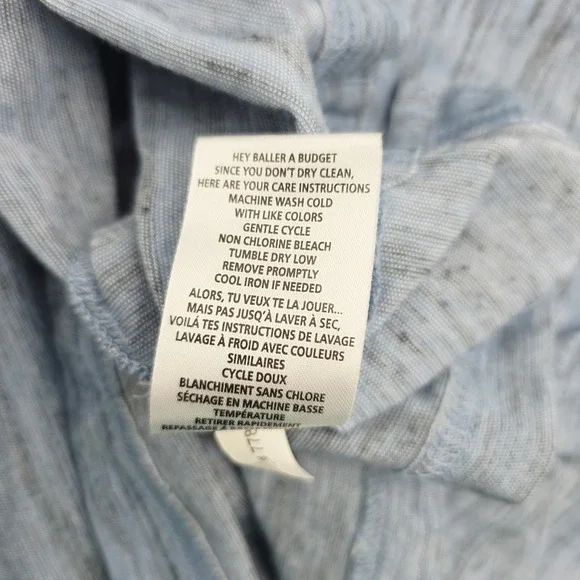 HEY BALLER A BUDGET
SINCE YOU DON'T DRY CLEAN,
HERE ARE YOUR CARE INSTRUCTIONS
MACHINE WASH COLD
WITH LIKE COLORS
GENTLE CYCLE
NON CHLORINE BLEACH
TUMBLE DRY LOW
REMOVE PROMPTLY
COOL IRON IF NEEDED
ALORS, TU VEUX TE LA JOUER...
MAIS PAS JUSQ'À LAVER À SEC,
VOILÁ TES INSTRUCTIONS DE LAVAGE
LAVAGE À FROID AVEC COULEURS
SIMILAIRES
CYCLE DOUX
BLANCHIMENT SANS CHLORE
SÉCHAGE EN MACHINE BASSE
TEMPÉRATURE
RETIRER RAPIDEMENT
REPASSAGE À